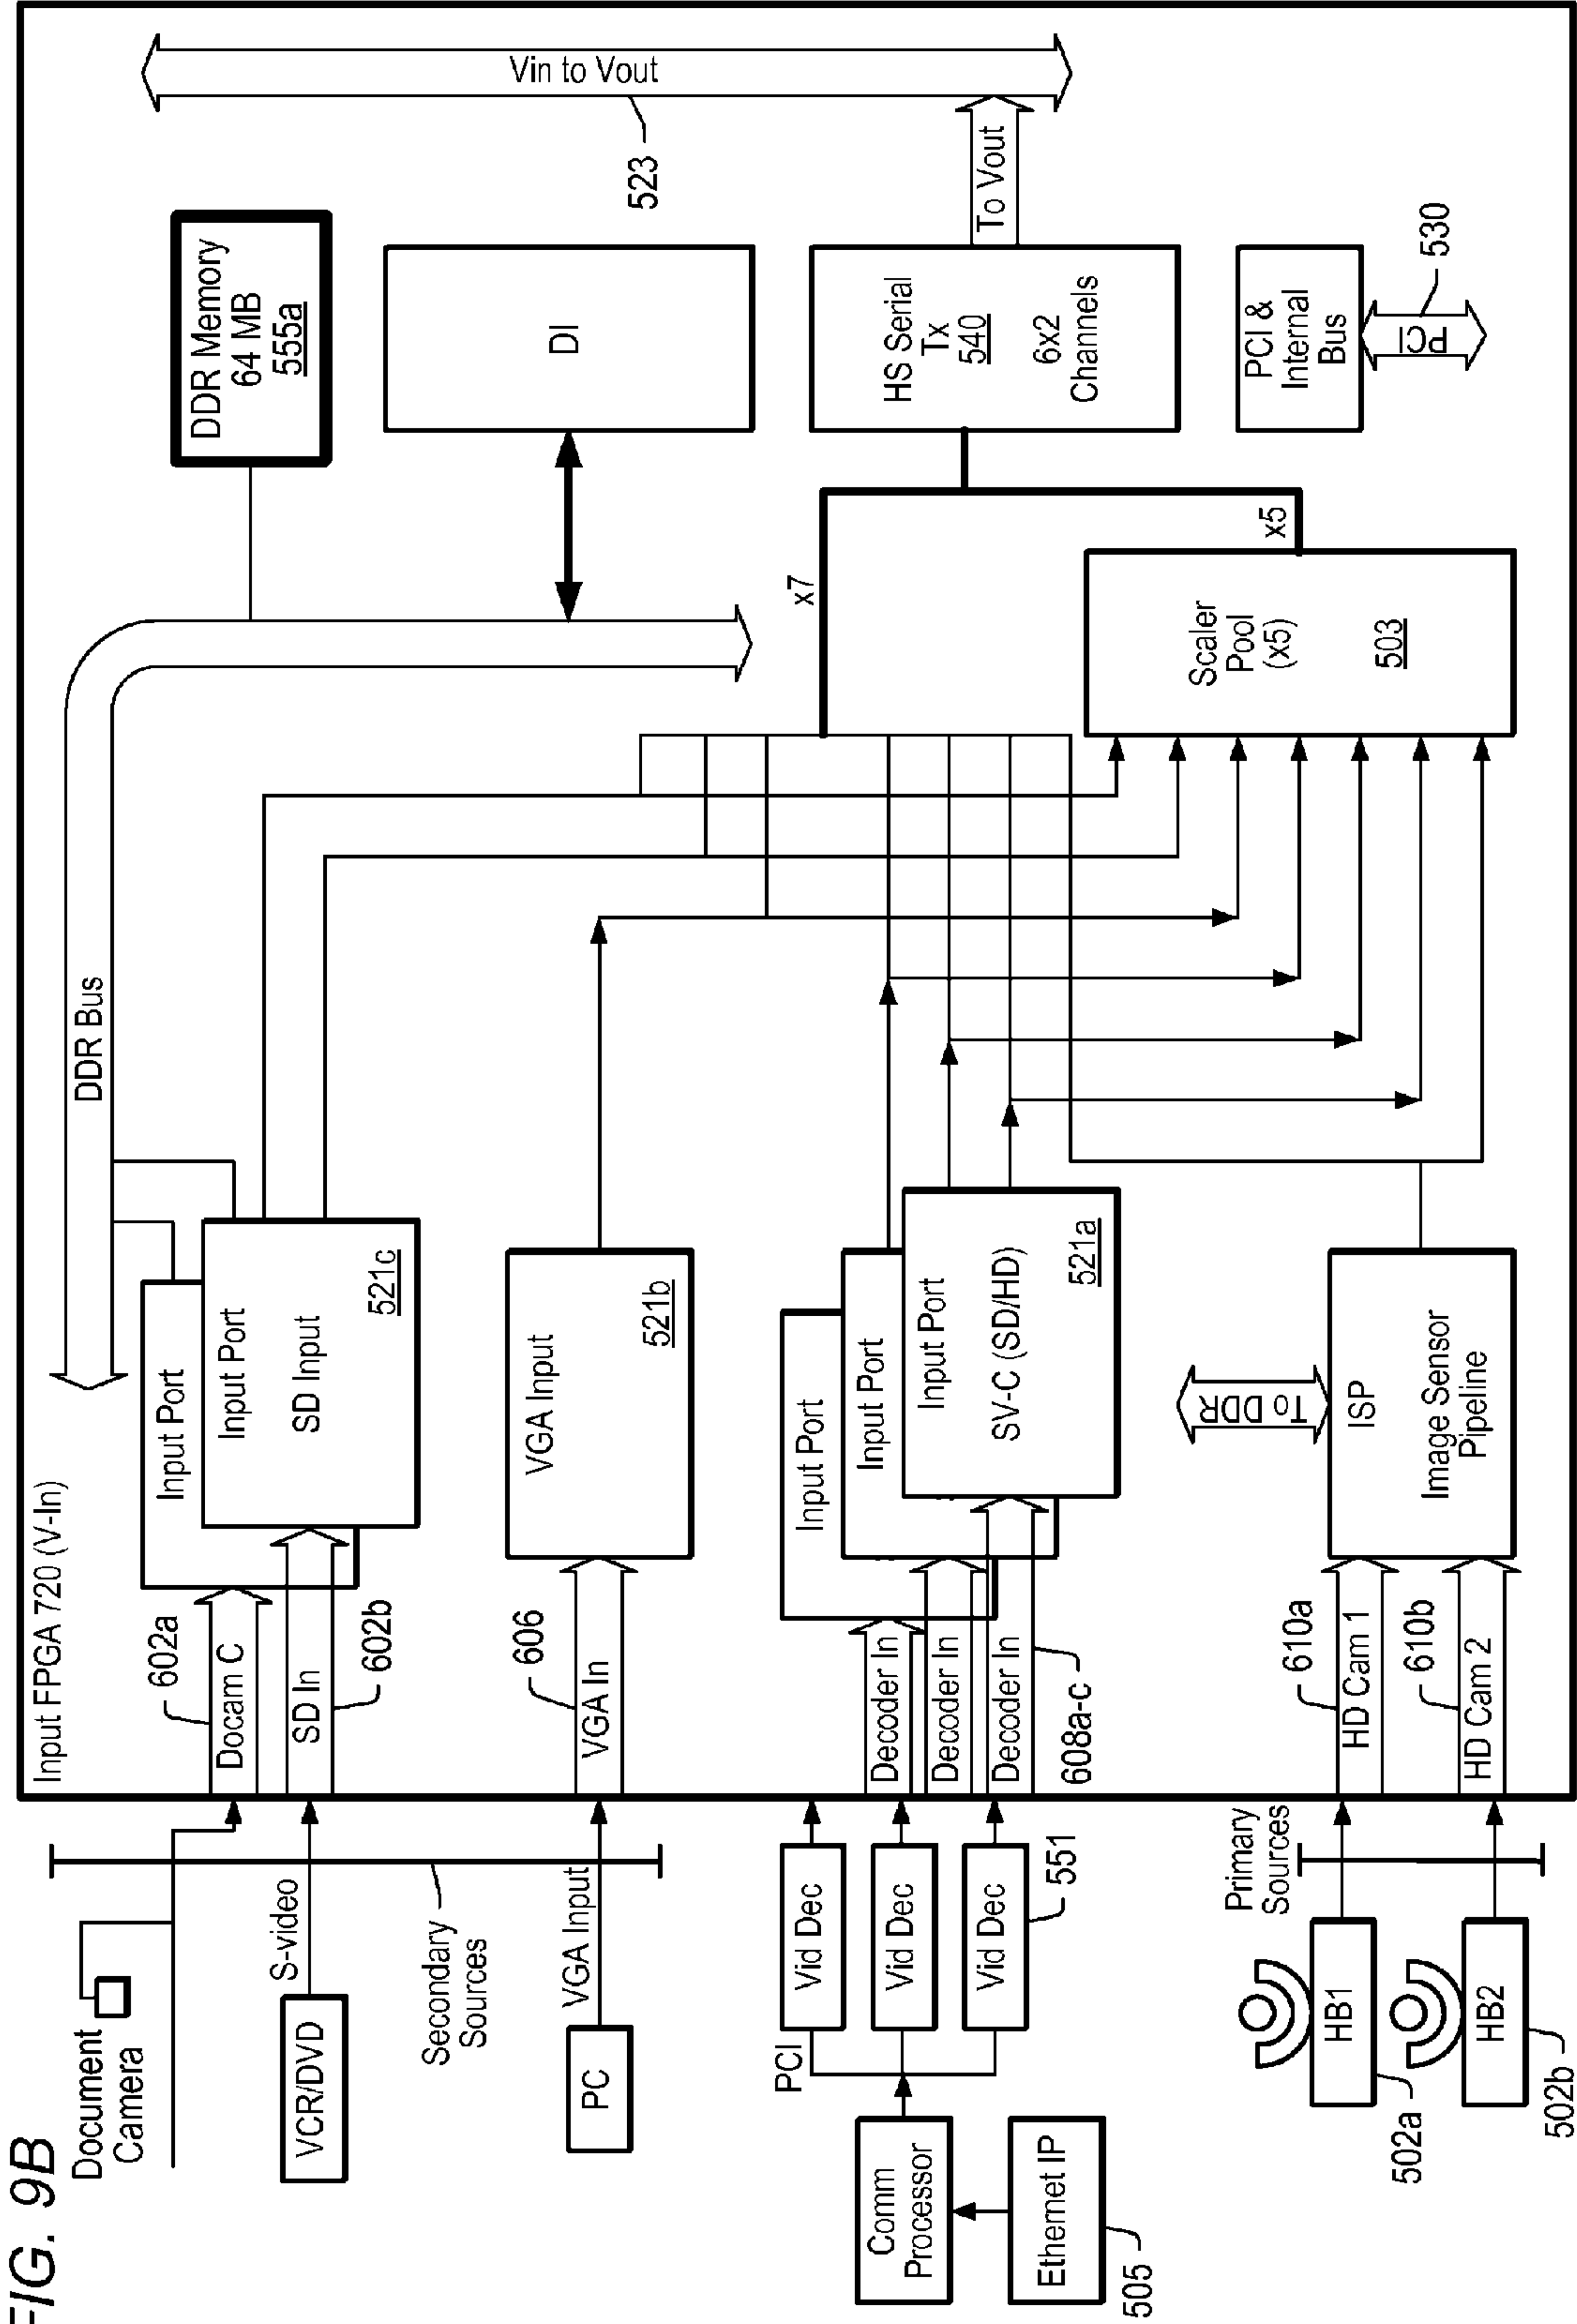 FIG. 9B
Input FPGA 720 (V-In)
Document
Camera
VCR/DVD
S-video
Secondary
Sources
PC
VGA Input
Comm
Processor
Ethernet IP
505
PCI
Vid Dec
Vid Dec
Vid Dec
551
Primary
Sources
HB1
502a
HB2
502b
Docam C
602a
SD In
602b
VGA In
606
Decoder In
Decoder In
Decoder In
608a-c
HD Cam 1
610a
HD Cam 2
610b
DDR Bus
Input Port
Input Port
SD Input
521c
VGA Input
521b
Input Port
Input Port
Input Port
SV-C (SD/HD)
521a
To DDR
ISP
Image Sensor
Pipeline
Scaler
Pool
(x5)
503
x7
x5
DDR Memory
64 MB
555a
DI
HS Serial
Tx
540
6x2
Channels
To Vout
Vin to Vout
523
PCI &
Internal
Bus
PCI
530